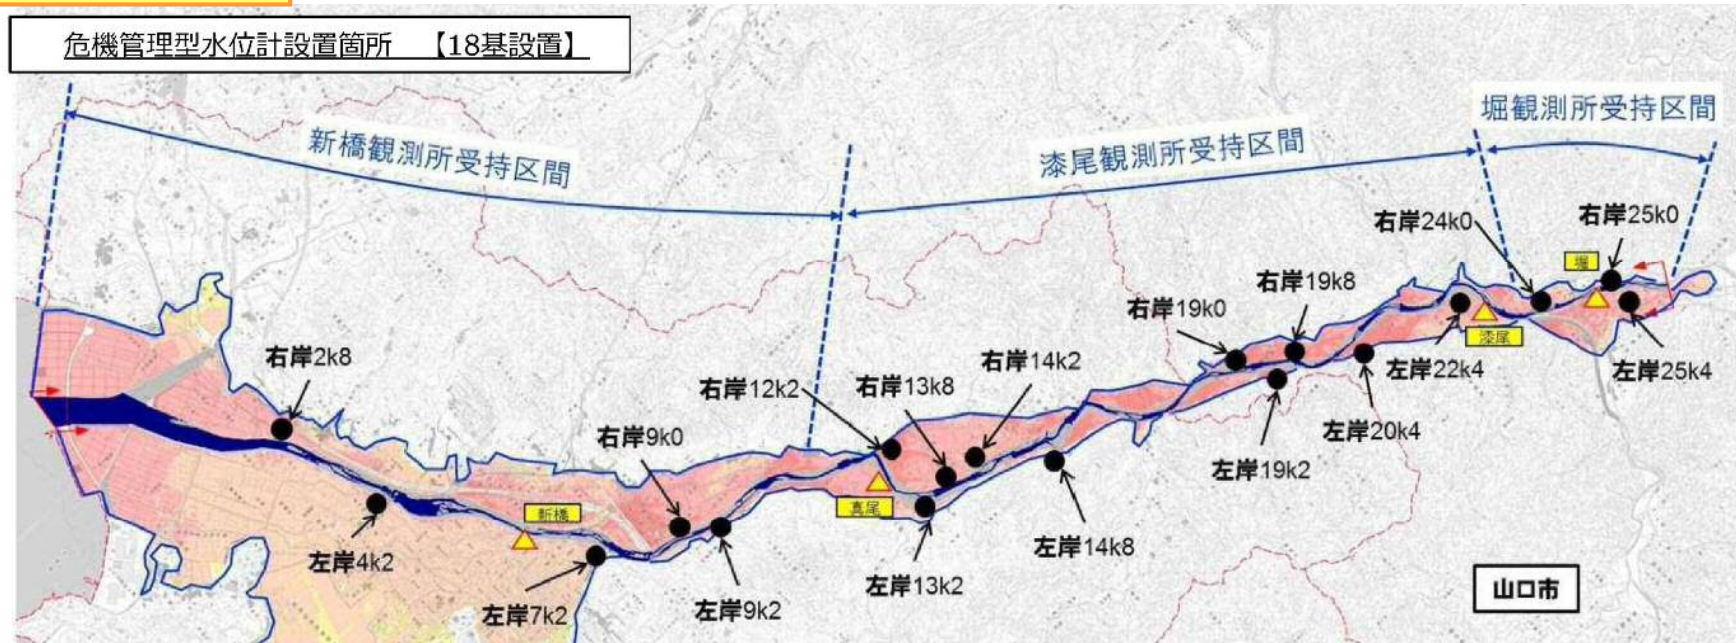 危機管理型水位計設置箇所　【18基設置】
新橋観測所受持区間
漆尾観測所受持区間
堀観測所受持区間
右岸24k0
右岸25k0
堀
右岸19k8
右岸19k0
漆尾
右岸2k8
右岸12k2
右岸13k8
右岸14k2
左岸22k4
左岸25k4
右岸9k0
左岸20k4
左岸19k2
新橋
真尾
左岸4k2
左岸14k8
左岸13k2
左岸7k2
左岸9k2
山口市